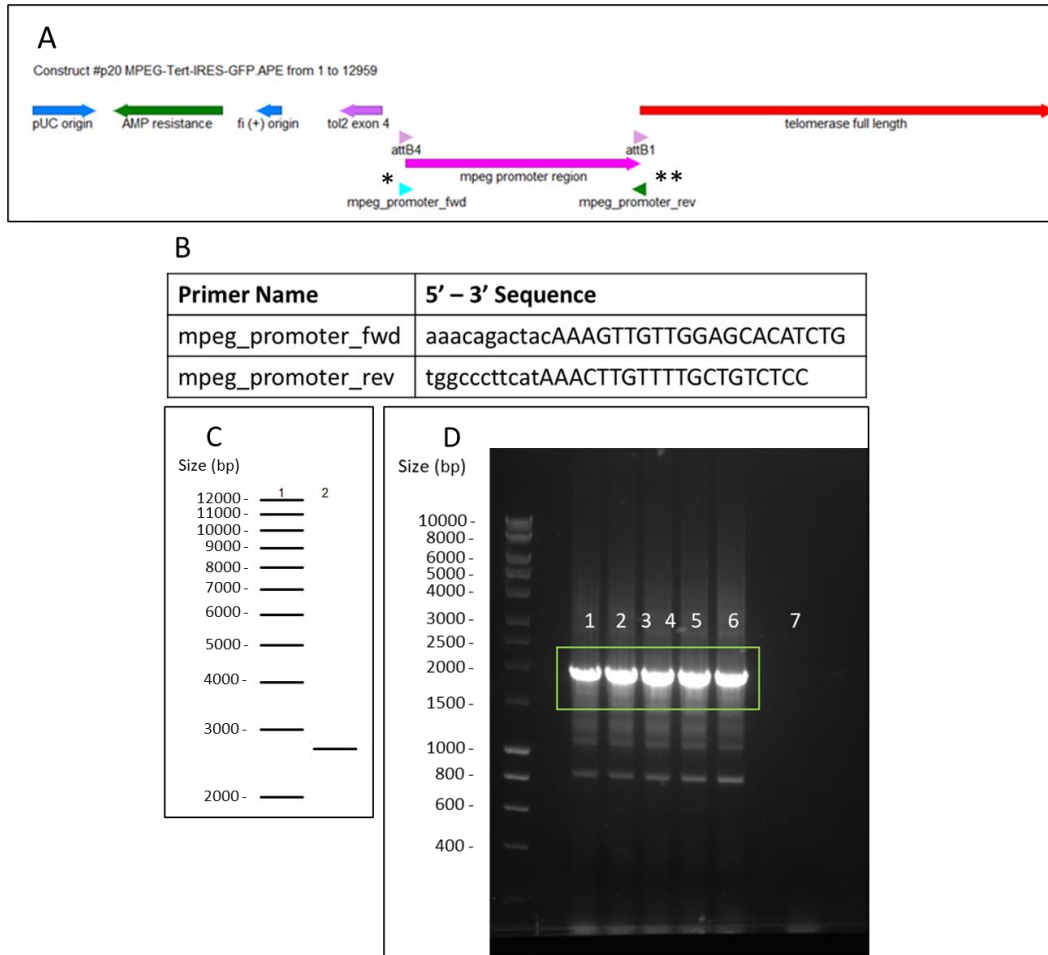 A
Construct #p20 MPEG-Tert-IRES-GFP.APE from 1 to 12959
pUC origin
AMP resistance
fi (+) origin
tol2 exon 4
telomerase full length
attB4
attB1
mpeg promoter region
*
**
mpeg_promoter_fwd
mpeg_promoter_rev
B
Primer Name 5' – 3' Sequence
mpeg_promoter_fwd aaacagactacAAAGTTGTTGGAGCACATCTG
mpeg_promoter_rev tggcccttcatAAACTTGTTTTGCTGTCTCC
C
Size (bp)
1 2
12000-
11000-
10000-
9000-
8000-
7000-
6000-
5000-
4000-
3000-
2000-
D
Size (bp)
10000-
8000-
6000-
5000-
4000-
3000-
2500-
2000-
1500-
1000-
800-
600-
400-
1 2 3 4 5 6 7